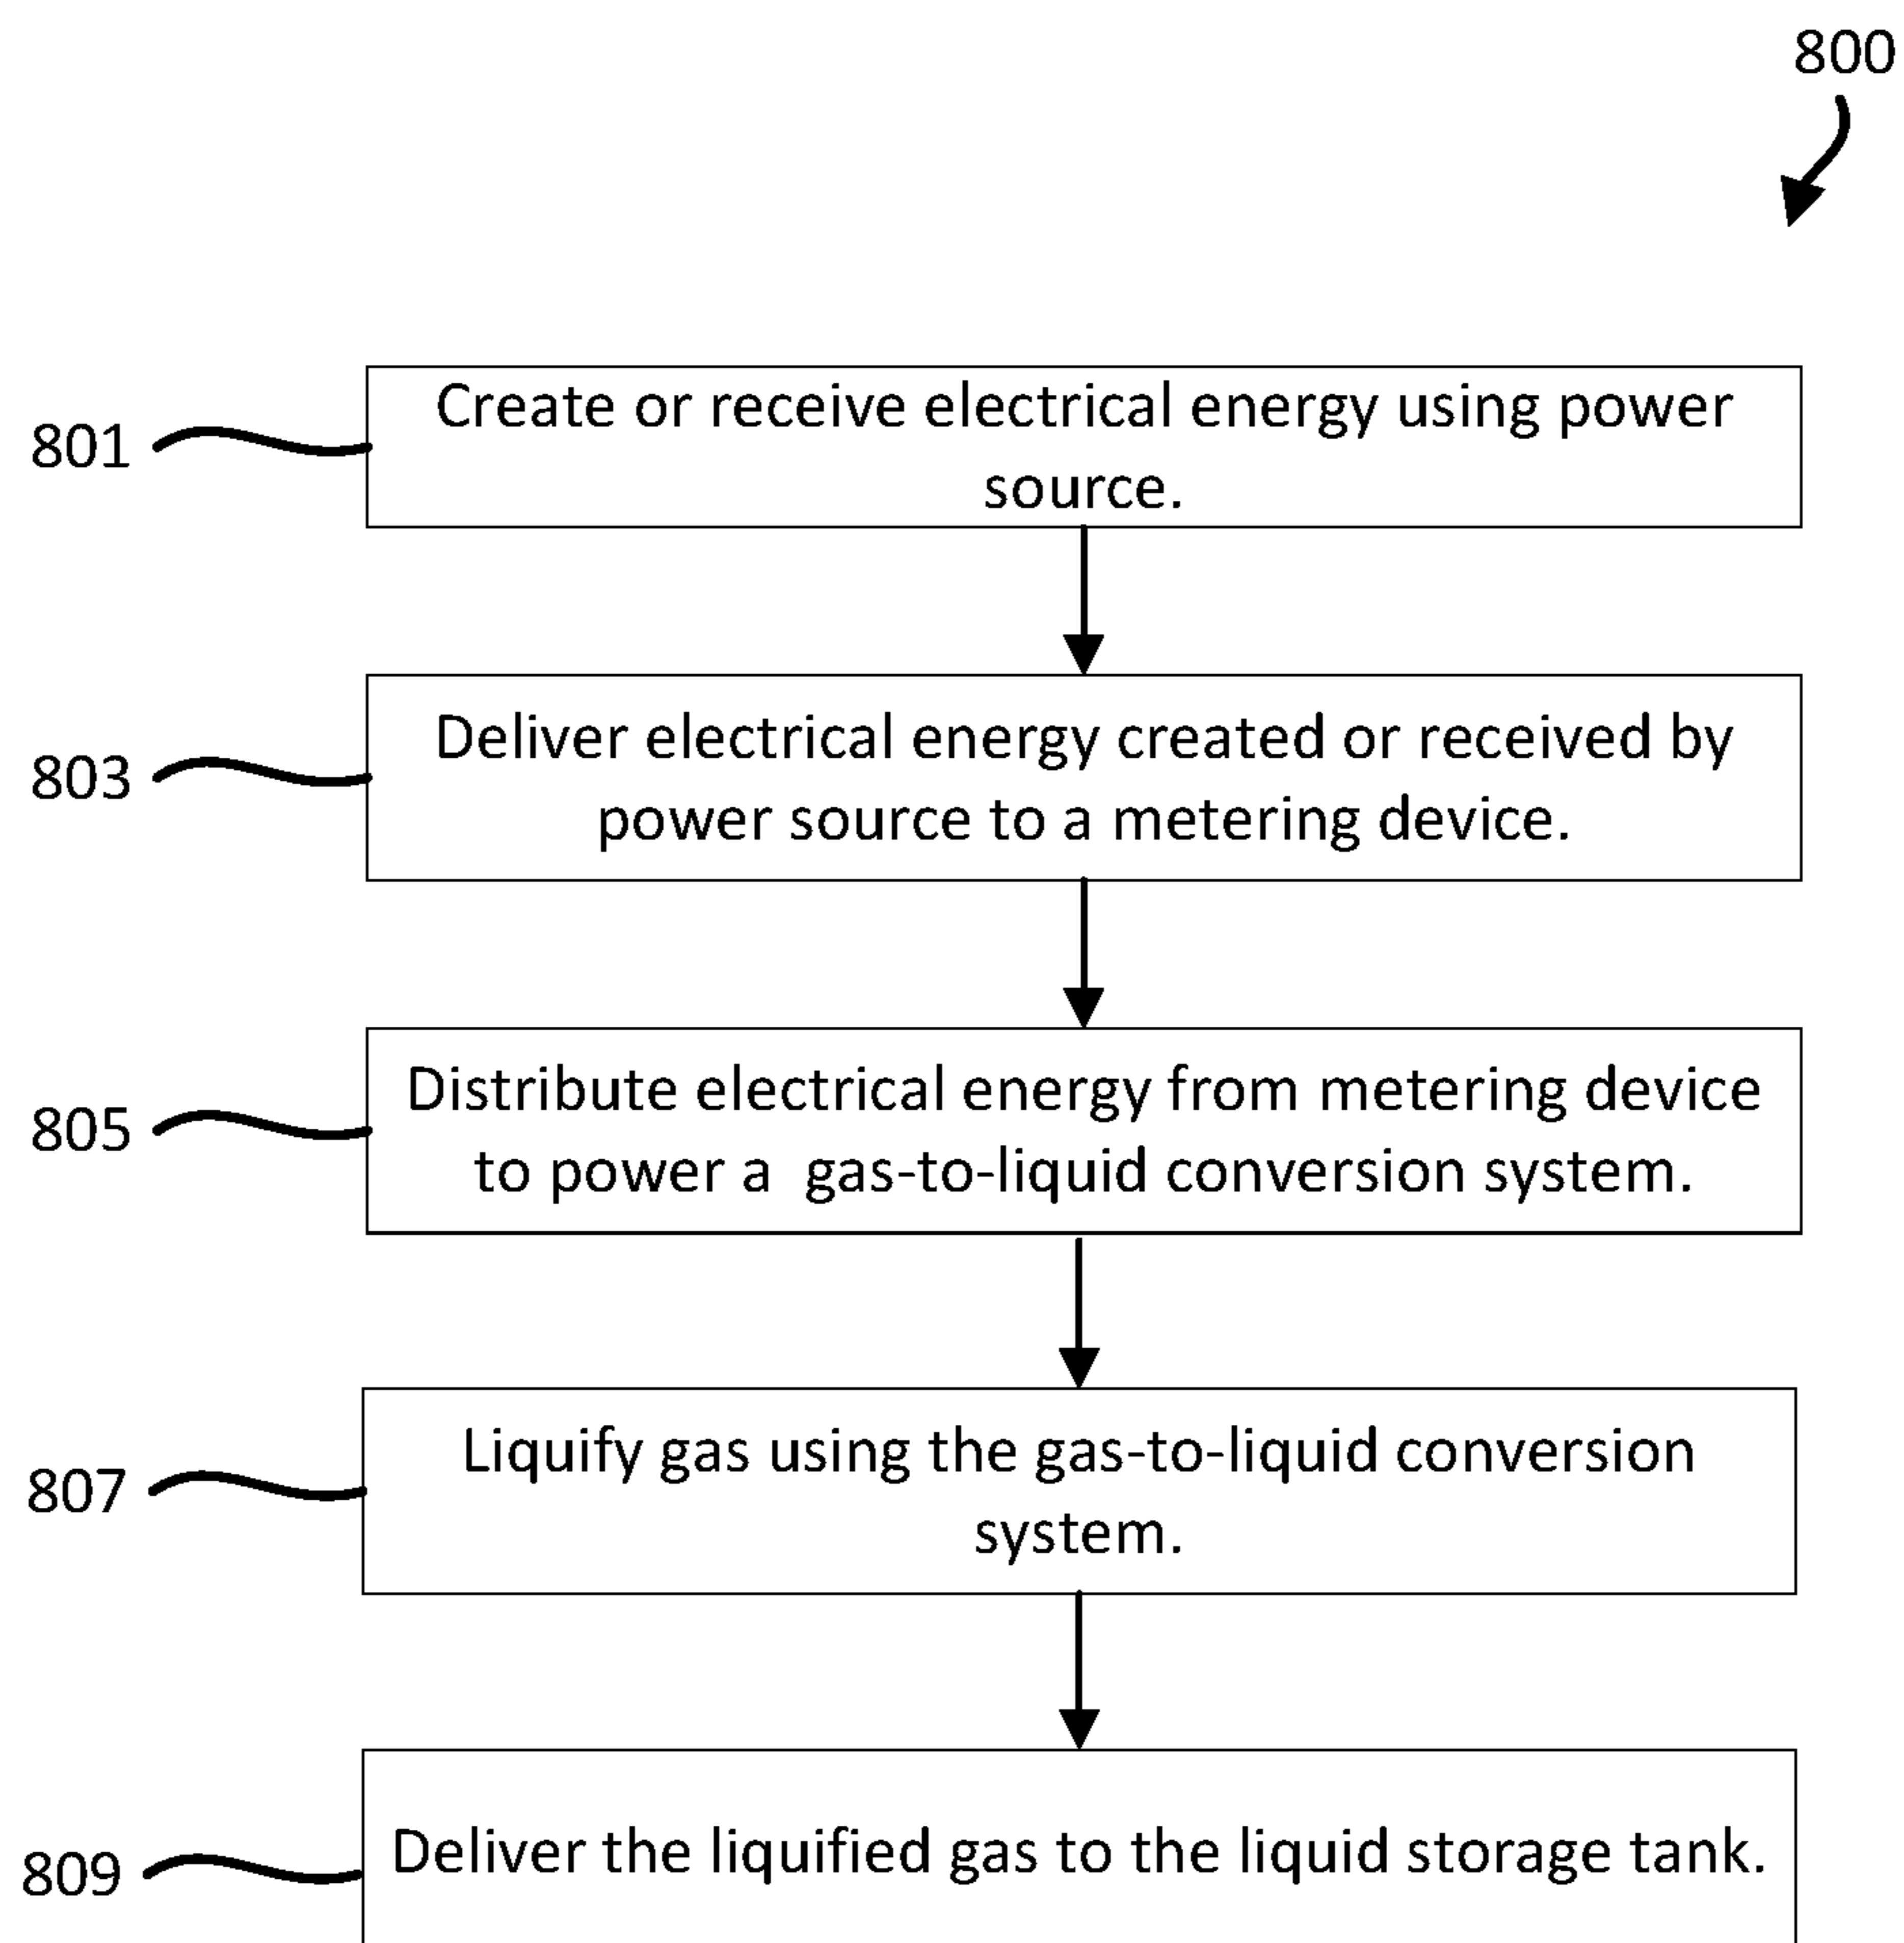 800
801
Create or receive electrical energy using power
source.
803
Deliver electrical energy created or received by
power source to a metering device.
805
Distribute electrical energy from metering device
to power a  gas-to-liquid conversion system.
807
Liquify gas using the gas-to-liquid conversion
system.
809
Deliver the liquified gas to the liquid storage tank.